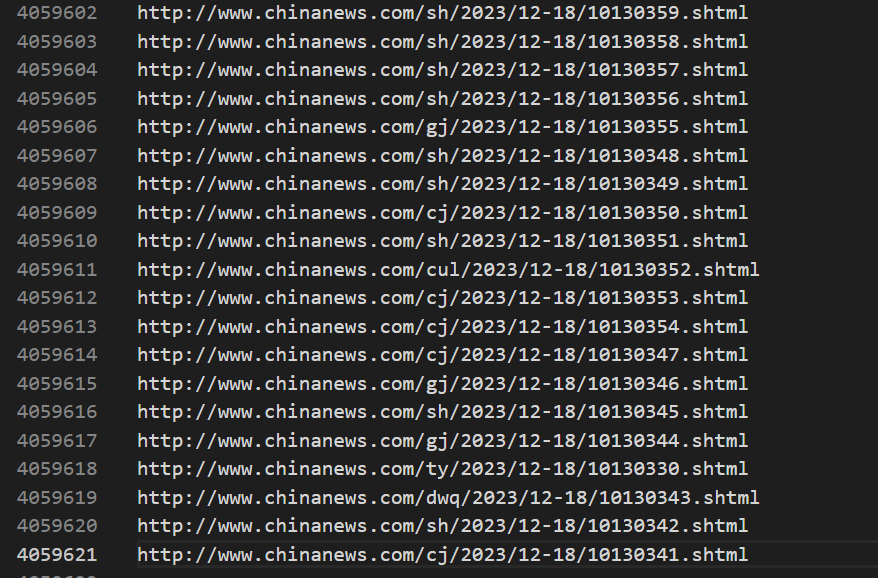 4059602 http://www.chinanews.com/sh/2023/12-18/10130359.shtml
4059603 http://www.chinanews.com/sh/2023/12-18/10130358.shtml
4059604 http://www.chinanews.com/sh/2023/12-18/10130357.shtml
4059605 http://www.chinanews.com/sh/2023/12-18/10130356.shtml
4059606 http://www.chinanews.com/gj/2023/12-18/10130355.shtml
4059607 http://www.chinanews.com/sh/2023/12-18/10130348.shtml
4059608 http://www.chinanews.com/sh/2023/12-18/10130349.shtml
4059609 http://www.chinanews.com/cj/2023/12-18/10130350.shtml
4059610 http://www.chinanews.com/sh/2023/12-18/10130351.shtml
4059611 http://www.chinanews.com/cul/2023/12-18/10130352.shtml
4059612 http://www.chinanews.com/cj/2023/12-18/10130353.shtml
4059613 http://www.chinanews.com/cj/2023/12-18/10130354.shtml
4059614 http://www.chinanews.com/cj/2023/12-18/10130347.shtml
4059615 http://www.chinanews.com/gj/2023/12-18/10130346.shtml
4059616 http://www.chinanews.com/sh/2023/12-18/10130345.shtml
4059617 http://www.chinanews.com/gj/2023/12-18/10130344.shtml
4059618 http://www.chinanews.com/ty/2023/12-18/10130330.shtml
4059619 http://www.chinanews.com/dwq/2023/12-18/10130343.shtml
4059620 http://www.chinanews.com/sh/2023/12-18/10130342.shtml
4059621 http://www.chinanews.com/cj/2023/12-18/10130341.shtml